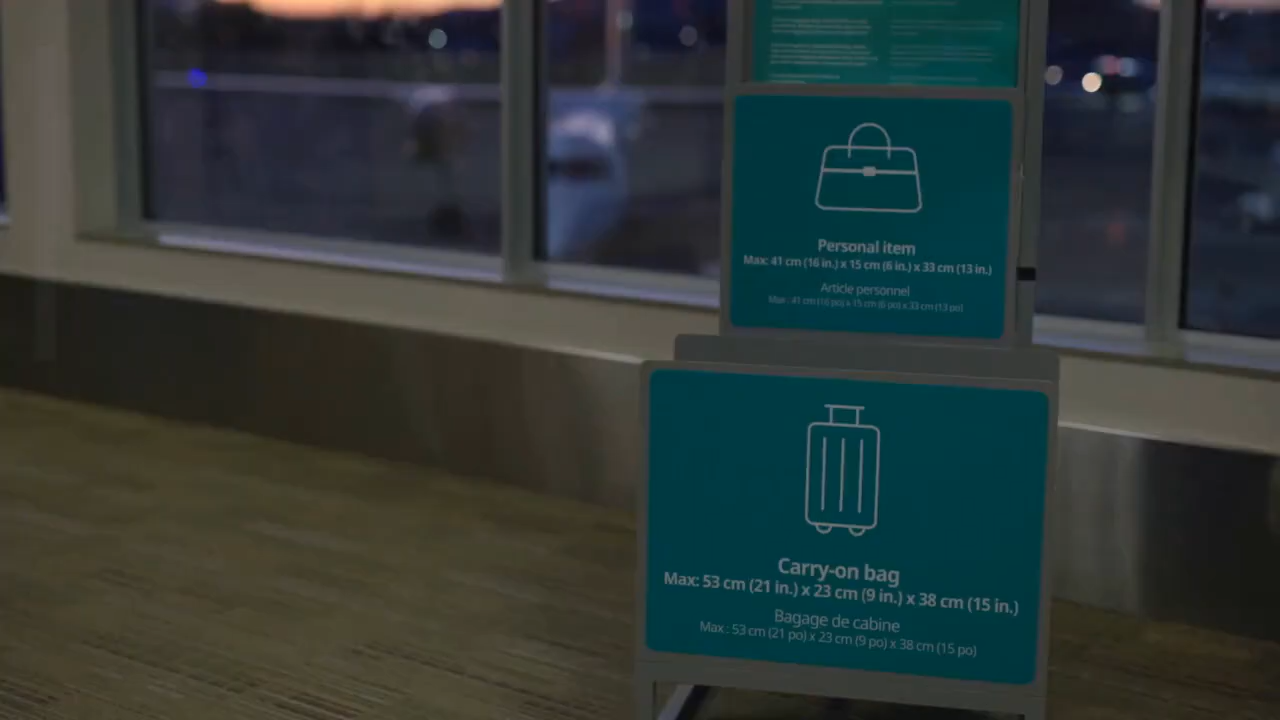 Personal item
Max: 41 cm (16 in.) x 15 cm (6 in.) x 33 cm (13 in.)
Article personnel
Max : 41 cm (16 po) x 15 cm (6 po) x 33 cm (13 po)
Carry-on bag
Max: 53 cm (21 in.) x 23 cm (9 in.) x 38 cm (15 in.)
Bagage de cabine
Max : 53 cm (21 po) x 23 cm (9 po) x 38 cm (15 po)